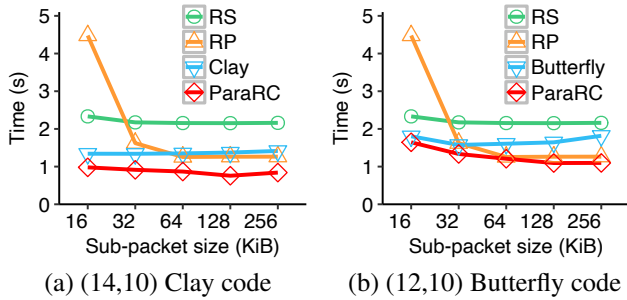 5
4
3
2
1
0
Time (s)
RS
RP
Clay
ParaRC
16 32 64 128 256
Sub-packet size (KiB)
(a) (14,10) Clay code
5
4
3
2
1
0
Time (s)
RS
RP
Butterfly
ParaRC
16 32 64 128 256
Sub-packet size (KiB)
(b) (12,10) Butterfly code